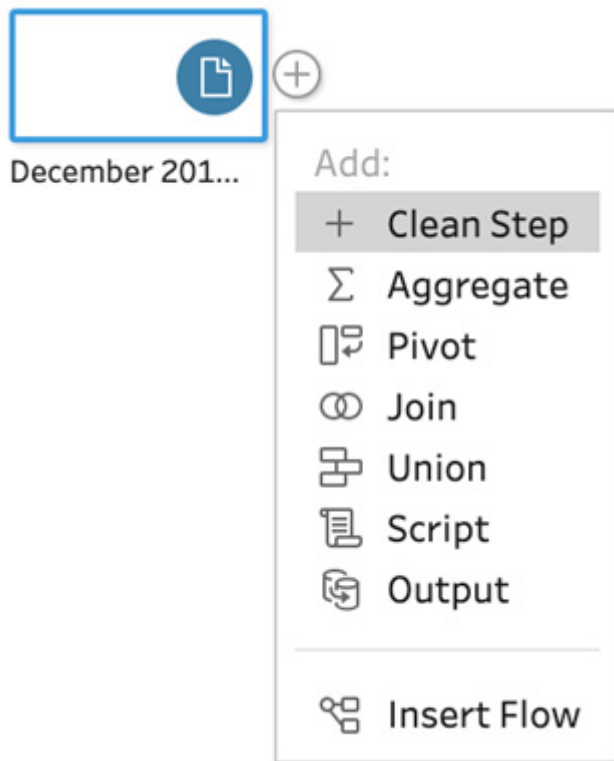 December 201...
Add:
Clean Step
Aggregate
Pivot
Join
Union
Script
Output
Insert Flow